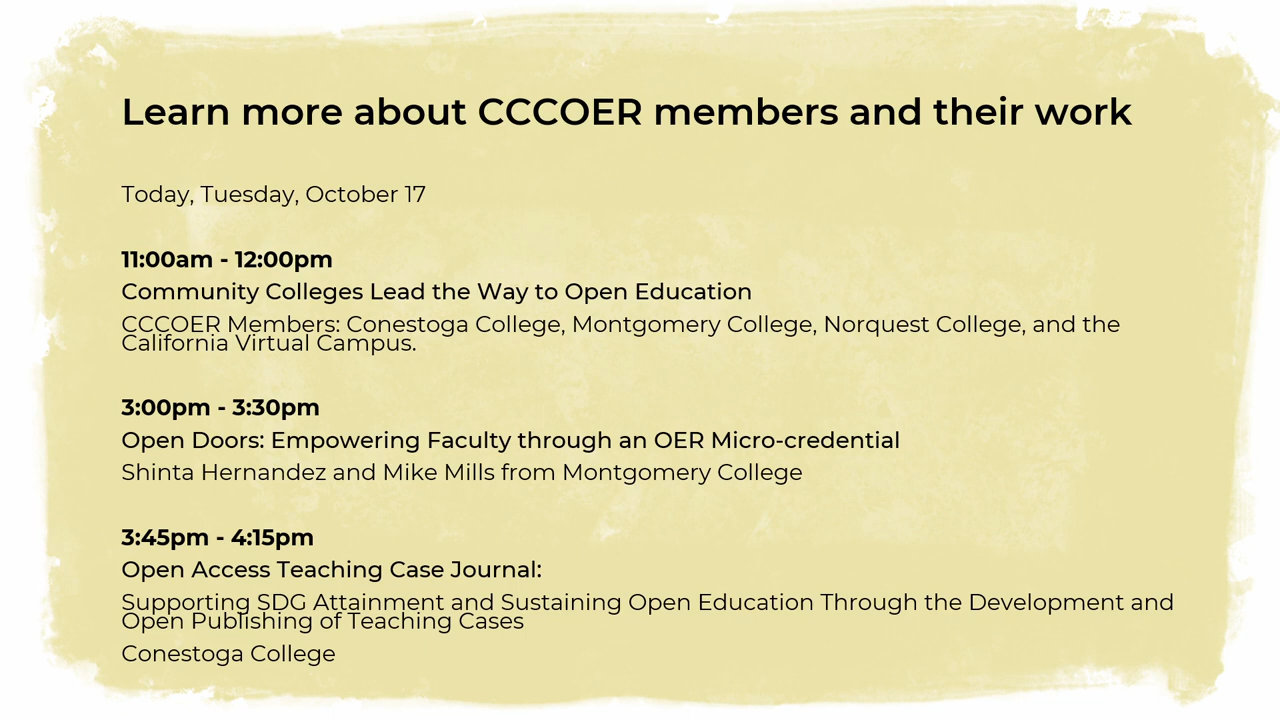 Learn more about CCCOER members and their work
Today, Tuesday, October 17
11:00am - 12:00pm
Community Colleges Lead the Way to Open Education
CCCOER Members: Conestoga College, Montgomery College, Norquest College, and the
California Virtual Campus.
3:00pm - 3:30pm
Open Doors: Empowering Faculty through an OER Micro-credential
Shinta Hernandez and Mike Mills from Montgomery College
3:45pm - 4:15pm
Open Access Teaching Case Journal:
Supporting SDG Attainment and Sustaining Open Education Through the Development and
Open Publishing of Teaching Cases
Conestoga College